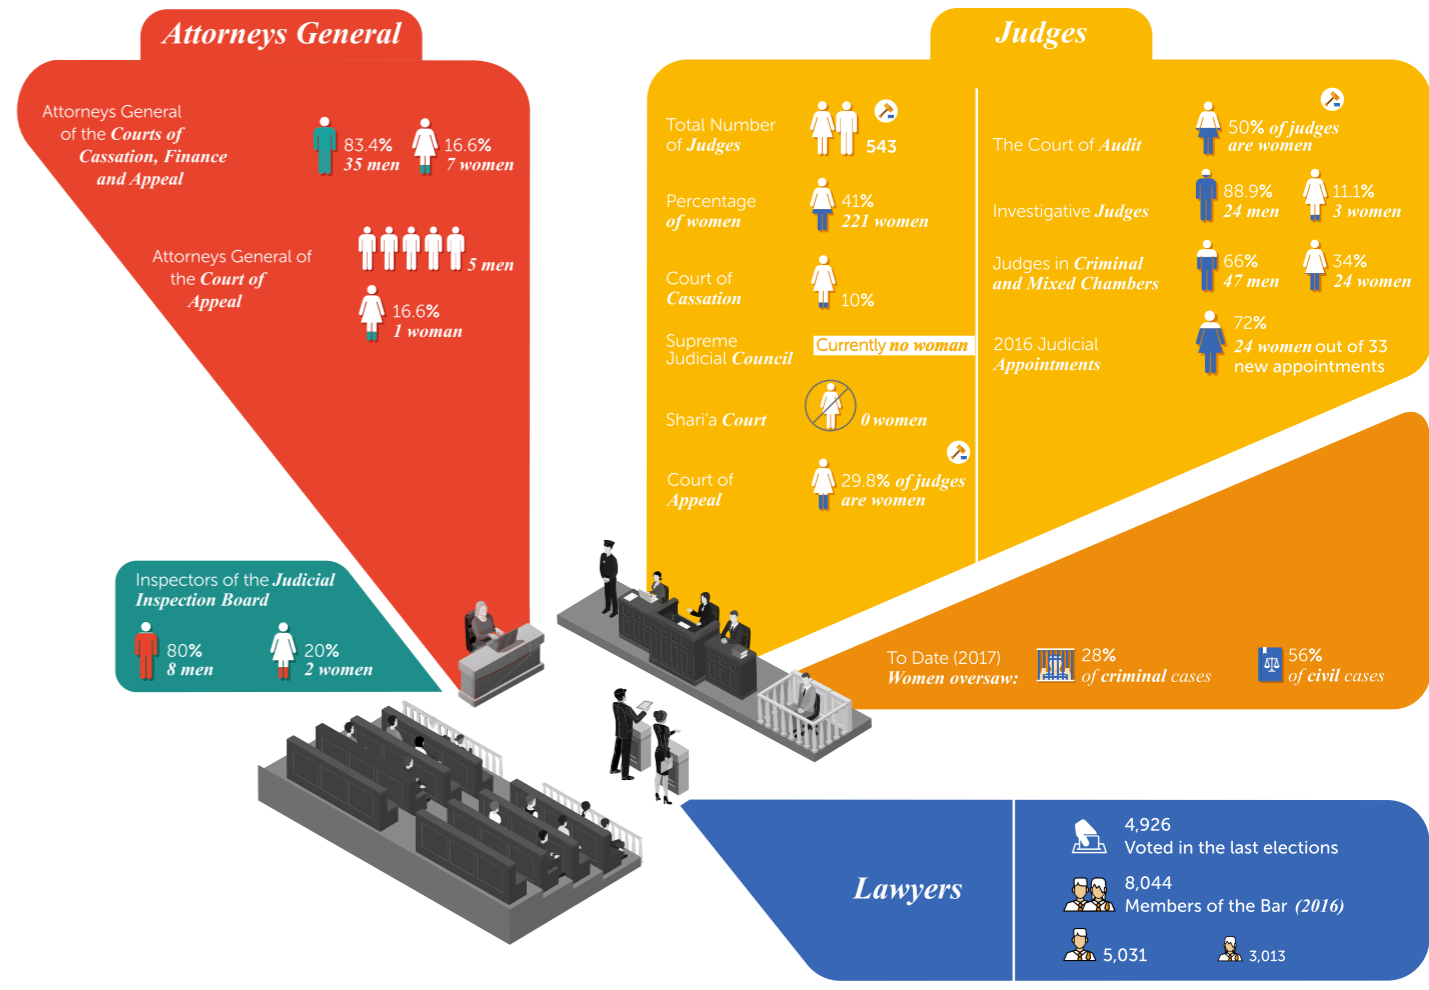 Attorneys General
Attorneys General
of the Courts of
Cassation, Finance
and Appeal
83.4%
35 men
16.6%
7 women
Attorneys General of
the Court of
Appeal
5 men
16.6%
1 woman
Inspectors of the Judicial
Inspection Board
80%
8 men
20%
2 women
Judges
Total Number
of Judges
543
Percentage
of women
41%
221 women
Court of
Cassation
10%
Supreme
Judicial Council
Currently no woman
Shari'a Court
0 women
Court of
Appeal
29.8% of judges
are women
The Court of Audit
50% of judges
are women
Investigative Judges
88.9%
24 men
11.1%
3 women
Judges in Criminal
and Mixed Chambers
66%
47 men
34%
24 women
2016 Judicial
Appointments
72%
24 women out of 33
new appointments
To Date (2017)
Women oversaw:
28%
of criminal cases
56%
of civil cases
Lawyers
4,926
Voted in the last elections
8,044
Members of the Bar (2016)
5,031
3,013